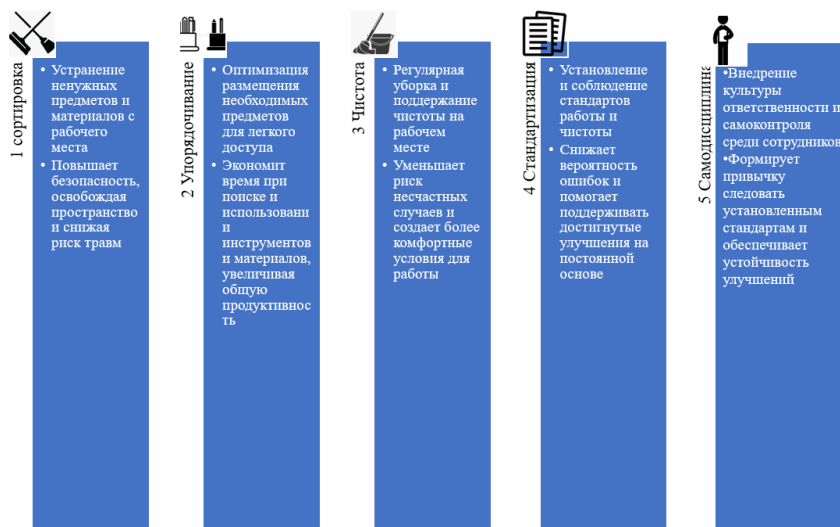 1 сортировка
• Устранение
ненужных
предметов и
материалов с
рабочего
места
• Повышает
безопасность,
освобождая
пространство
и снижая
риск травм
2 Упорядочивание
• Оптимизация
размещения
необходимых
предметов
для легкого
доступа
• Экономит
время при
поиске и
использовани
и
инструментов
и материалов,
увеличивая
общую
продуктивнос
ть
3 Чистота
• Регулярная
уборка и
поддержание
чистоты на
рабочем
месте
• Уменьшает
риск
несчастных
случаев и
создает более
комфортные
условия для
работы
4 Стандартизация
• Установление
и соблюдение
стандартов
работы и
чистоты
• Снижает
вероятность
ошибок и
помогает
поддерживать
достигнутые
улучшения на
постоянной
основе
5 Самодисциплина
•Внедрение
культуры
ответственности и
самоконтроля
среди сотрудников
•Формирует
привычку
следовать
установленным
стандартам и
обеспечивает
устойчивость
улучшений